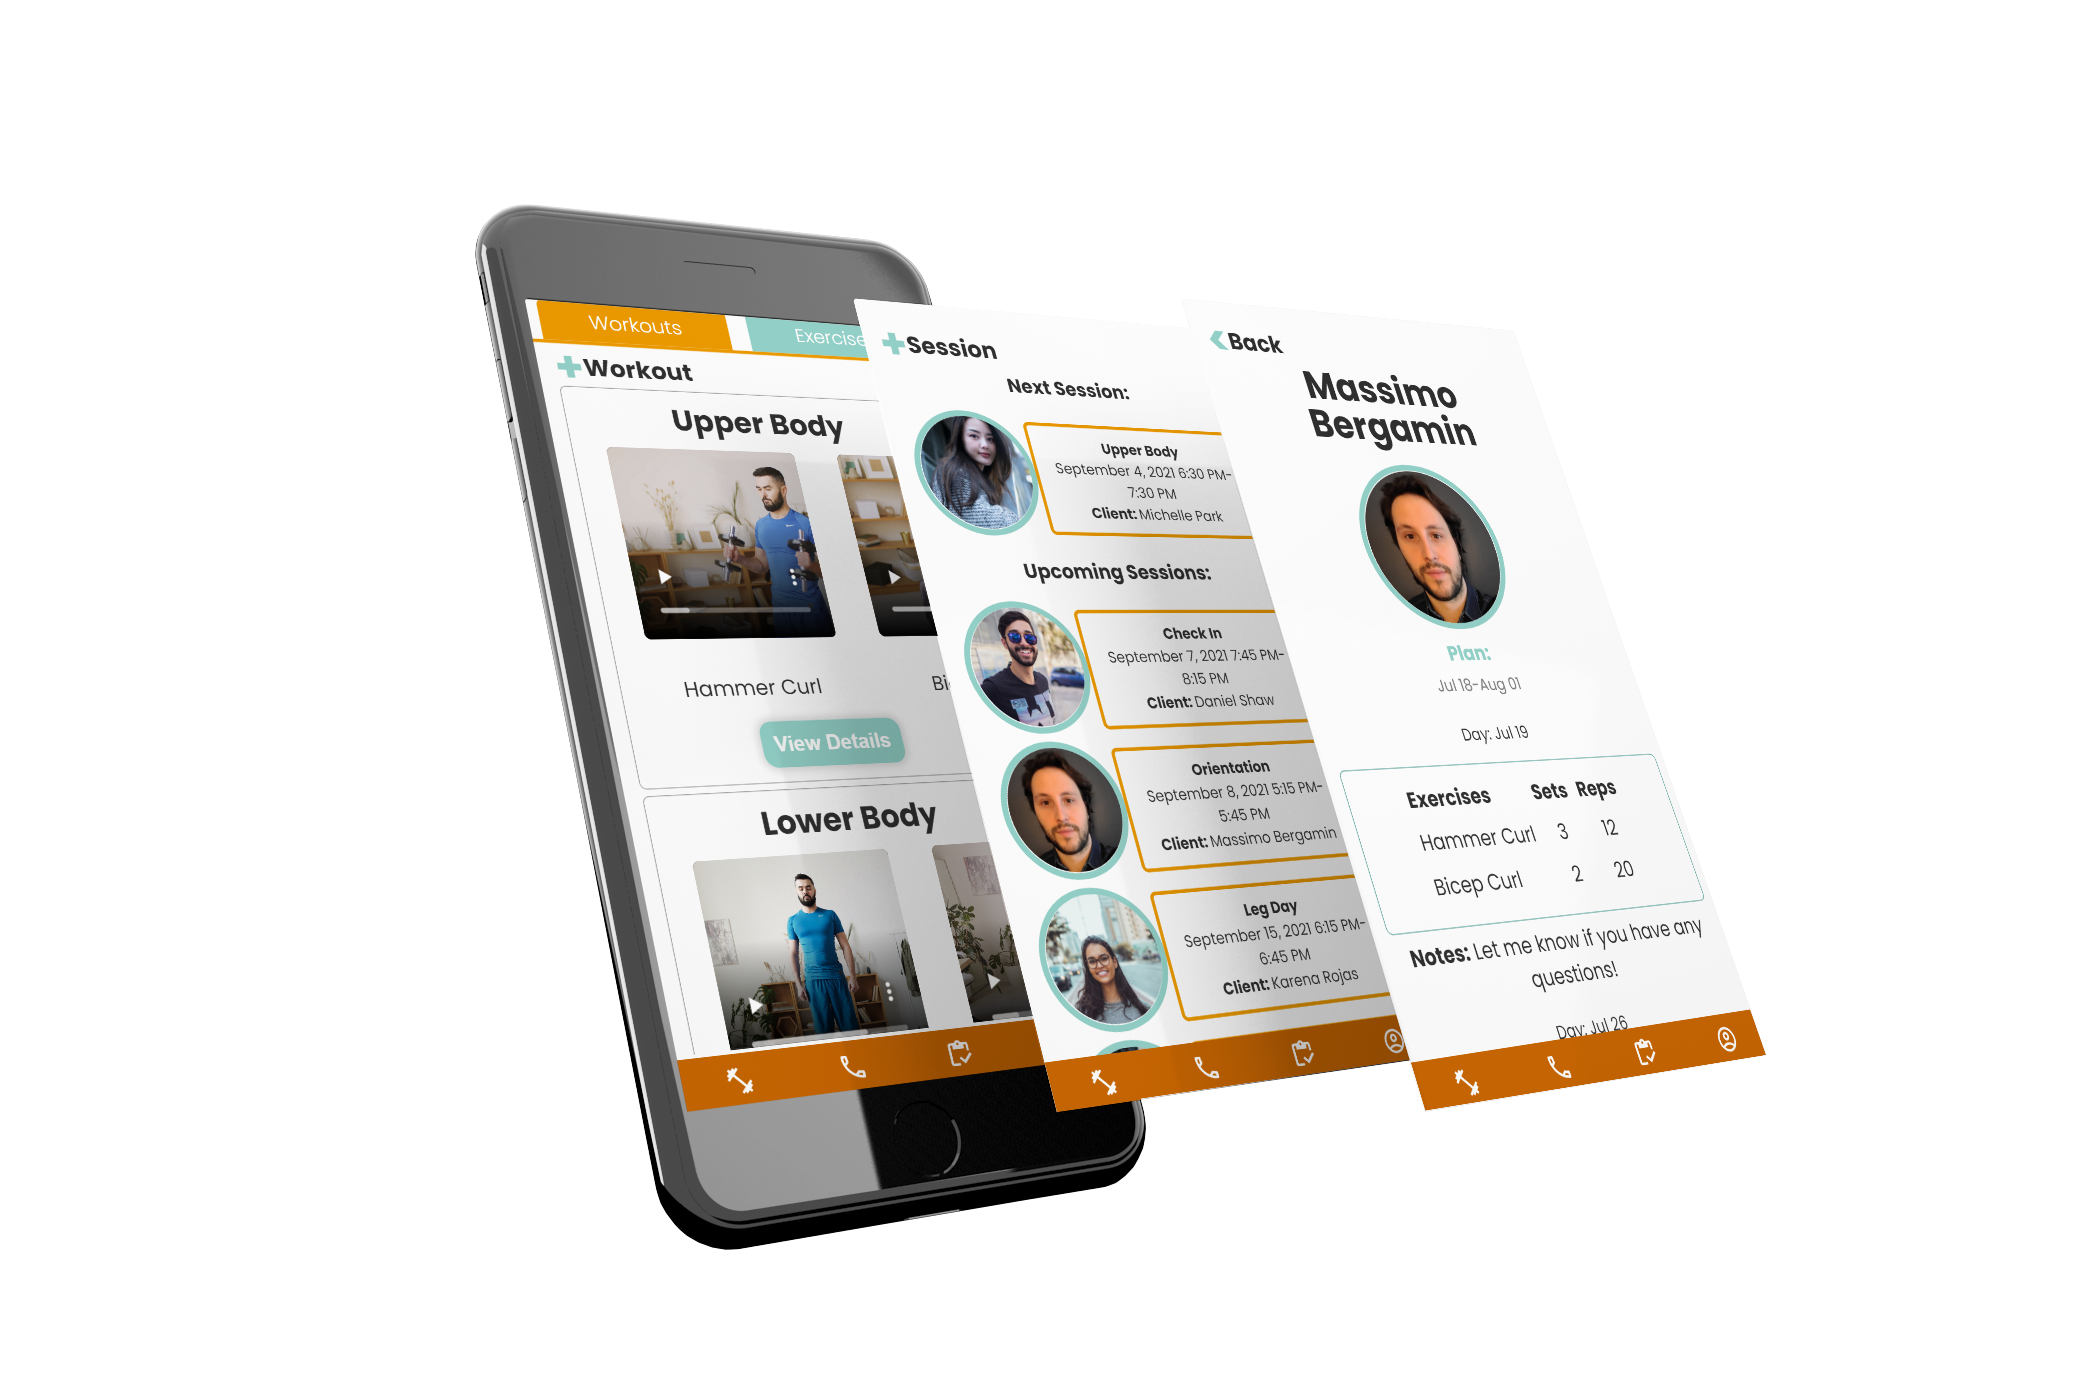 Workouts
Exercise
Workout
Upper Body
Hammer Curl
Bi
View Details
Lower Body
Session
Next Session:
Upper Body
September 4, 2021 6:30 PM-
7:30 PM
Client: Michelle Park
Upcoming Sessions:
Check In
September 7, 2021 7:45 PM-
8:15 PM
Client: Daniel Shaw
Orientation
September 8, 2021 5:15 PM-
5:45 PM
Client: Massimo Bergamin
Leg Day
September 15, 2021 6:15 PM-
6:45 PM
Client: Karena Rojas
Back
Massimo
Bergamin
Plan:
Jul 18-Aug 01
Day: Jul 19
Exercises Sets Reps
Hammer Curl 3 12
Bicep Curl 2 20
Notes: Let me know if you have any
questions!
Day: Jul 26